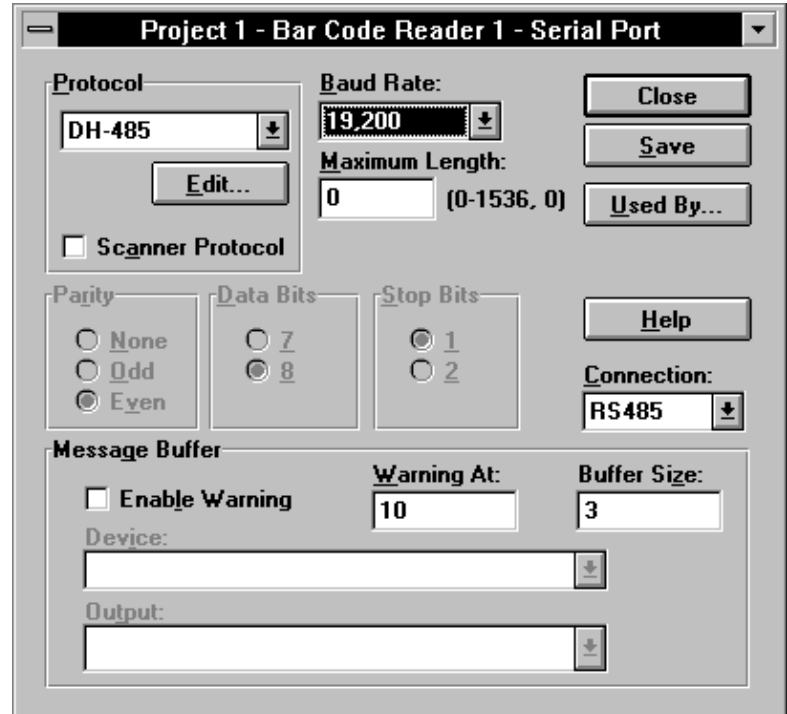 Project 1 - Bar Code Reader 1 - Serial Port
Protocol
DH-485
Edit...
Scanner Protocol
Baud Rate:
19,200
Maximum Length:
0 (0-1536, 0)
Close
Save
Used By...
Parity
None
Odd
Even
Data Bits
7
8
Stop Bits
1
2
Help
Connection:
RS485
Message Buffer
Enable Warning
Warning At:
10
Buffer Size:
3
Device:
Output: